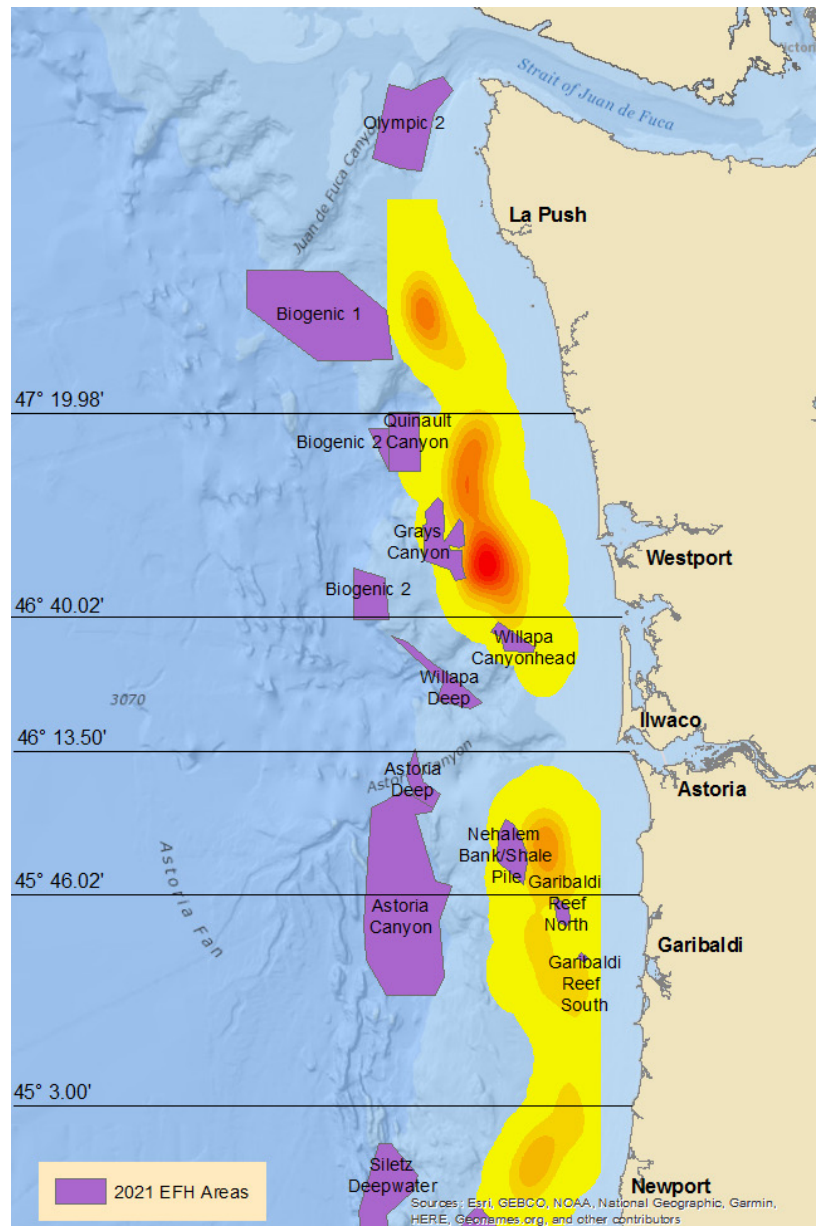 Victor
Strait of Juan de Fuca
Olympic 2
Juan de Fuca Canyon
La Push
Biogenic 1
47° 19.98'
Quinault
Biogenic 2
Canyon
Grays
Canyon
Westport
Biogenic 2
46° 40.02'
Willapa
Canyonhead
Willapa
Deep
3070
Ilwaco
46° 13.50'
Astoria Canyon
Astoria
Deep
Astoria
Nehalem
Bank/Shale
Pile
Astoria Fan
45° 46.02'
Garibaldi
Reef
North
Astoria
Canyon
Garibaldi
Garibaldi
Reef
South
45° 3.00'
Siletz
Deepwater
2021 EFH Areas
Newport
Sources: Esri, GEBCO, NOAA, National Geographic, Garmin,
HERE, Geonames.org, and other contributors